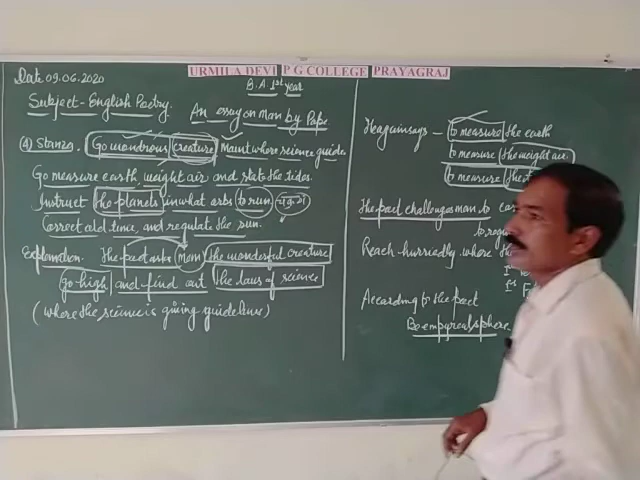 URMILA DEVI P G COLLEGE PRAYAGRAJ
Date 09.06.2020
B.A Ist year
Subject-English Poetry.
An essay on man by Pope
(4) Stanza. Go wondrous creature Mount where science guide
Go measure earth, weight air and state the tides.
Instruct the planets in what orbs to run
Correct old time, and regulate the sun.
Explanation. The poet asks man the wonderful creature
go high and find out the laws of science
(where the science is giving guideline)
He again says - to measure the earth
to measure the weight air.
to measure the
The poet challenges man to
to
Reach hurriedly where the
According to the poet
Be empyreal sphere